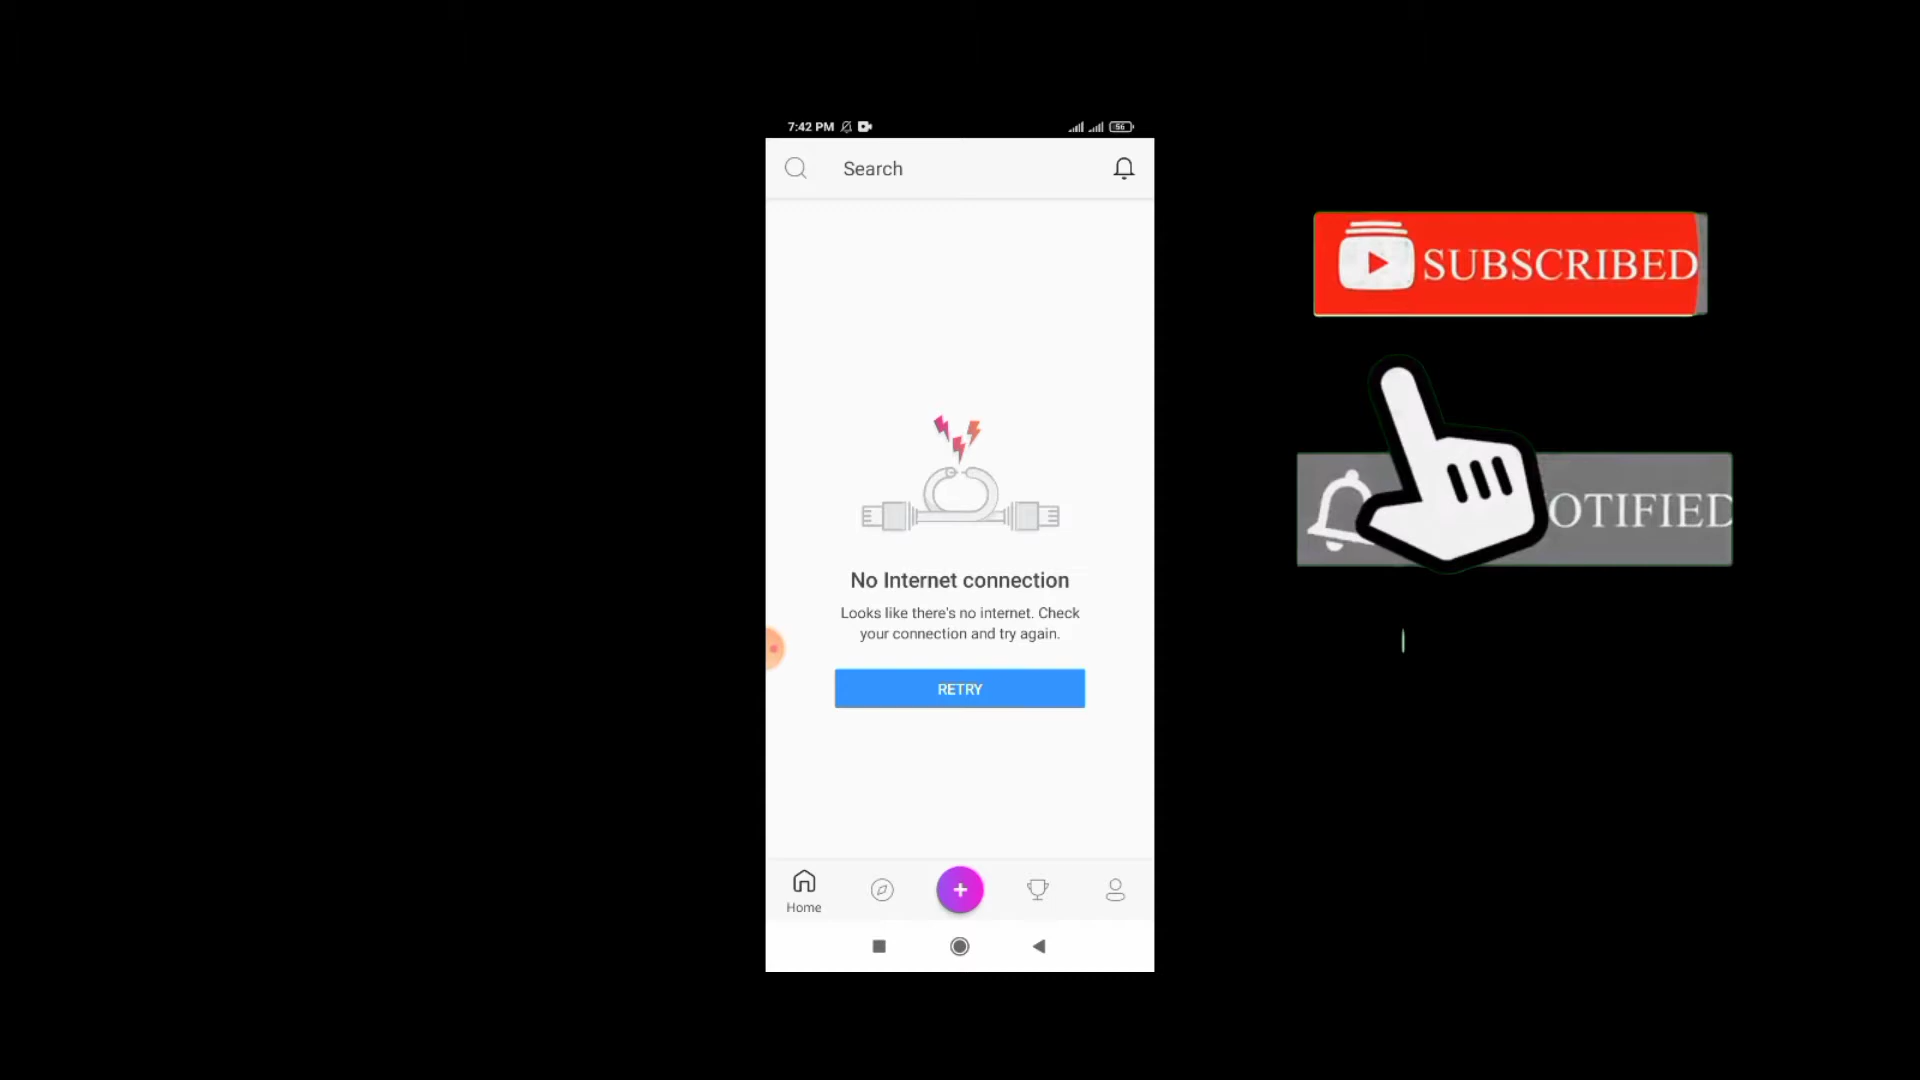 7:42 PM
56
Search
SUBSCRIBED
OTIFIED
No Internet connection
Looks like there's no internet. Check
your connection and try again.
RETRY
Home